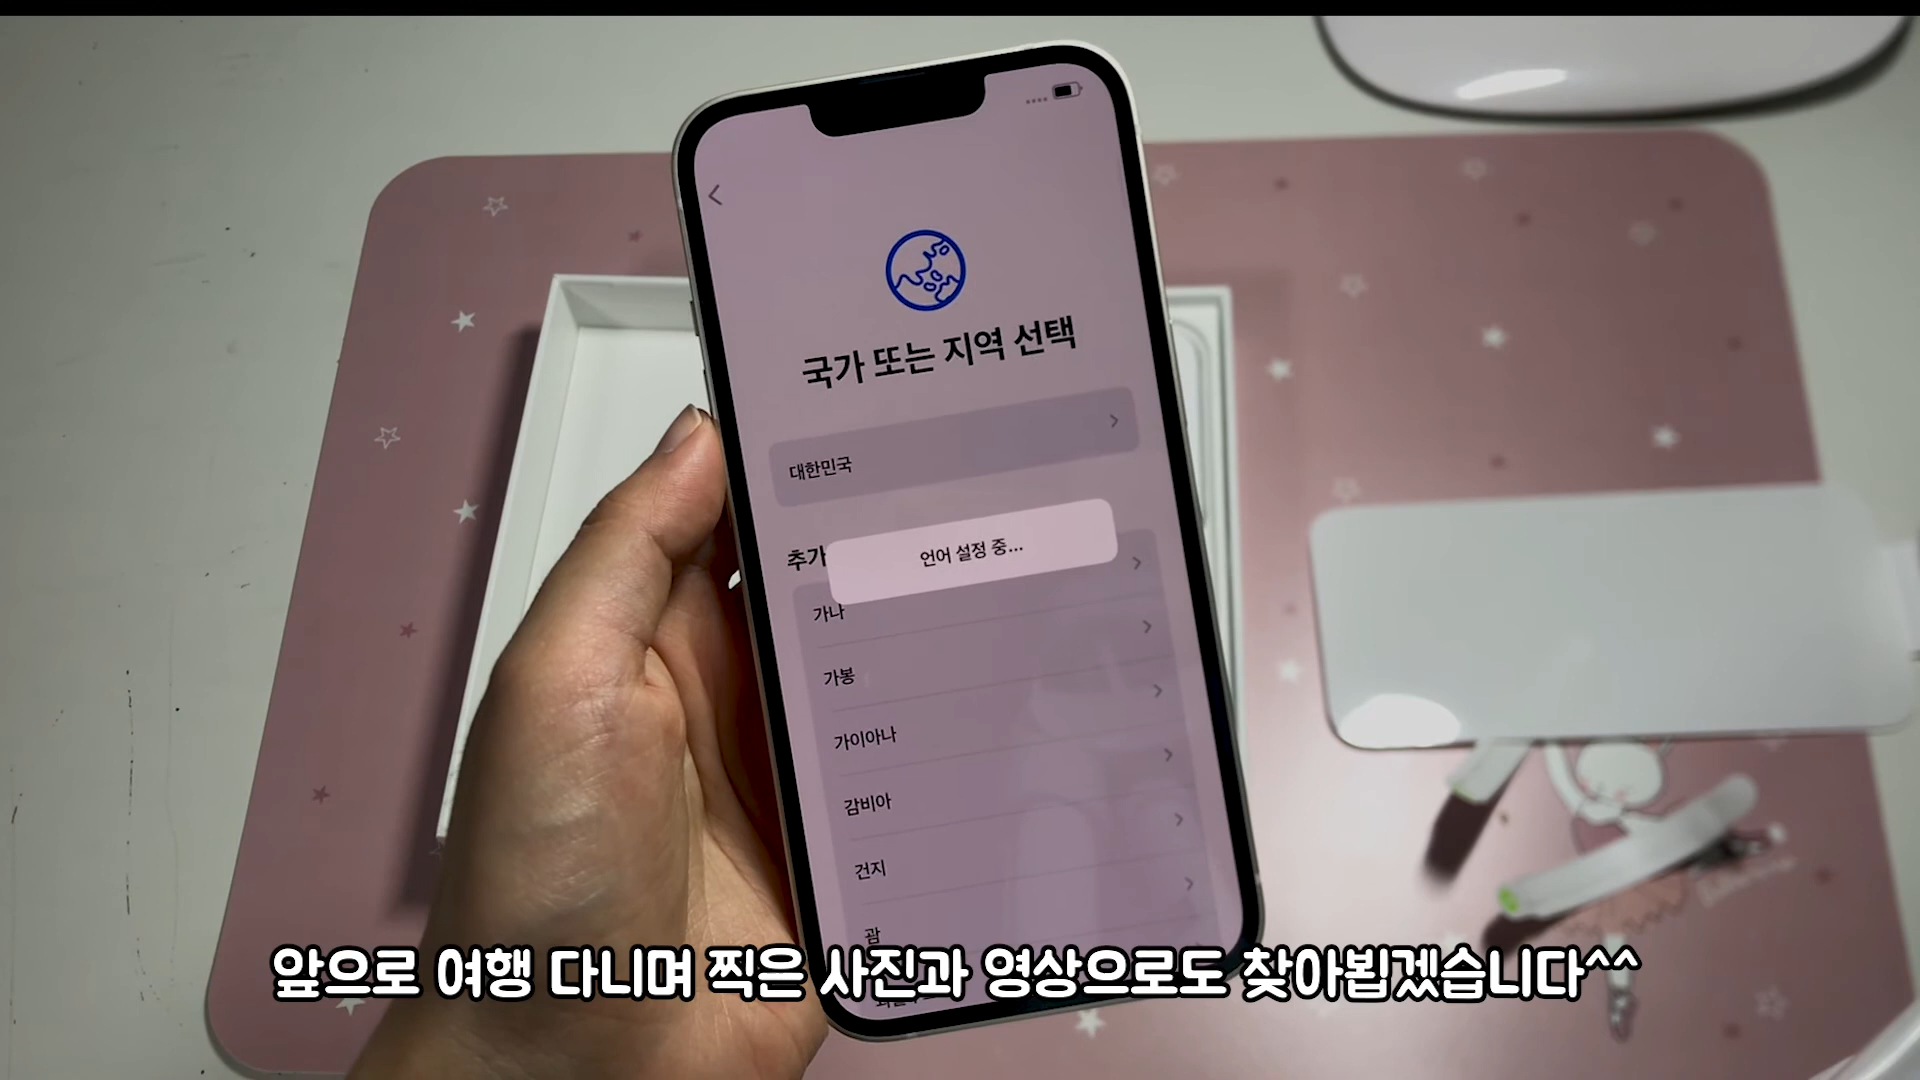 국가 또는 지역 선택
대한민국
언어 설정 중...
추가
가나
가봉
가이아나
감비아
건지
괌
앞으로 여행 다니며 찍은 사진과 영상으로도 찾아뵙겠습니다^^